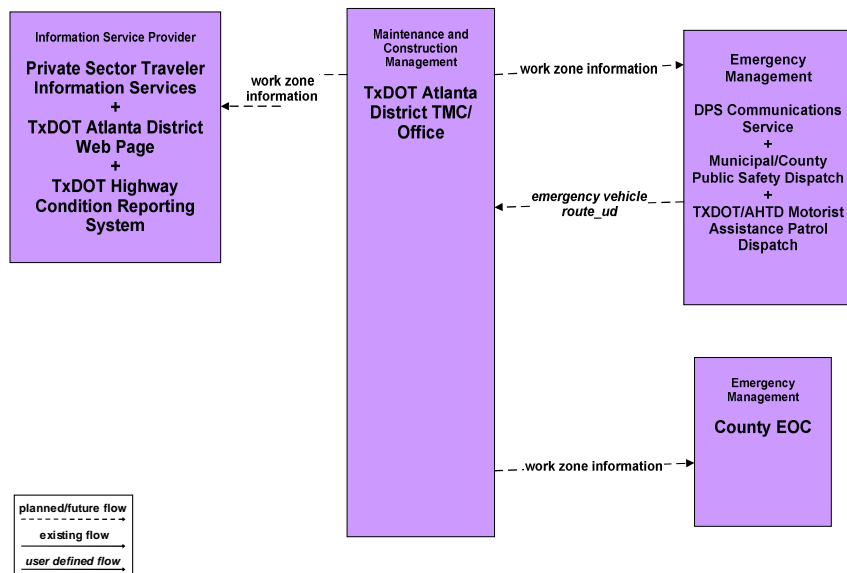 Information Service Provider
Private Sector Traveler
Information Services
+
TxDOT Atlanta District
Web Page
+
TxDOT Highway
Condition Reporting
System
work zone
information
Maintenance and
Construction
Management
TxDOT Atlanta
District TMC/
Office
work zone information
emergency vehicle
route_ud
Emergency
Management
DPS Communications
Service
+
Municipal/County
Public Safety Dispatch
+
TXDOT/AHTD Motorist
Assistance Patrol
Dispatch
work zone information
Emergency
Management
County EOC
planned/future flow
existing flow
user defined flow